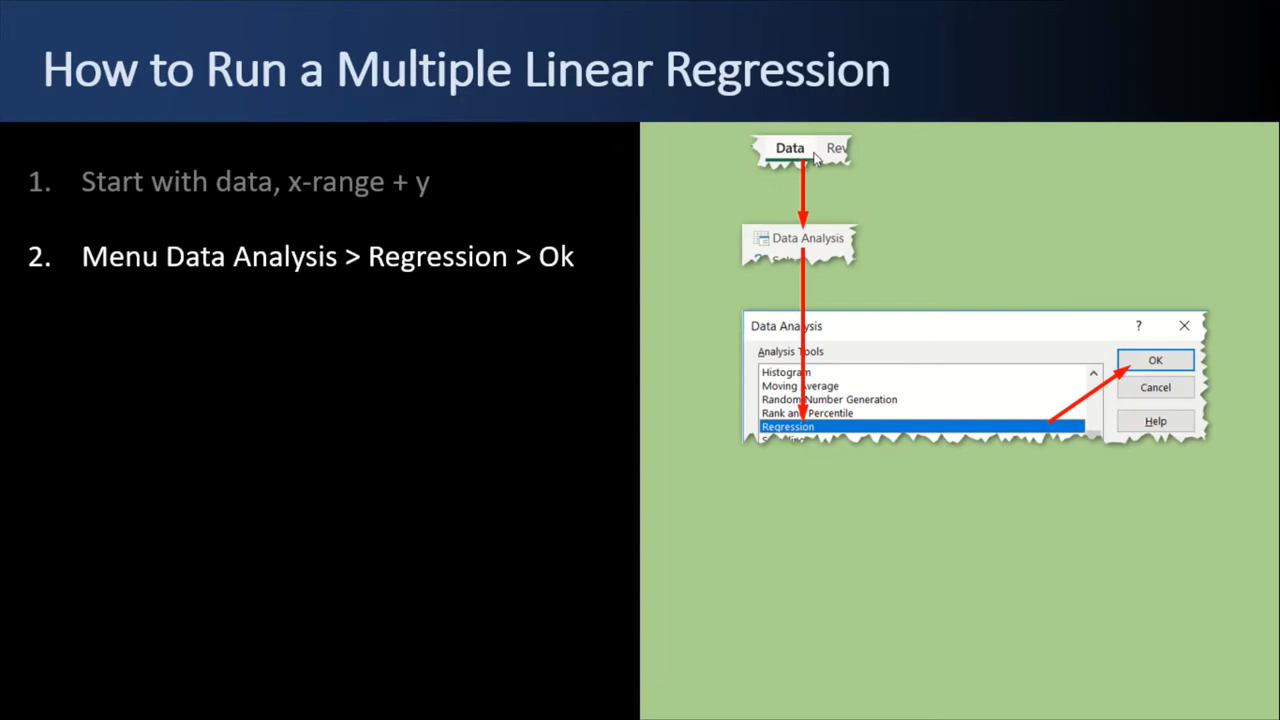 How to Run a Multiple Linear Regression
1. Start with data, x-range + y
2. Menu Data Analysis > Regression > Ok
Data
Data Analysis
Data Analysis ?
Analysis Tools
Histogram
Moving Average
Random Number Generation
Rank and Percentile
Regression
OK
Cancel
Help